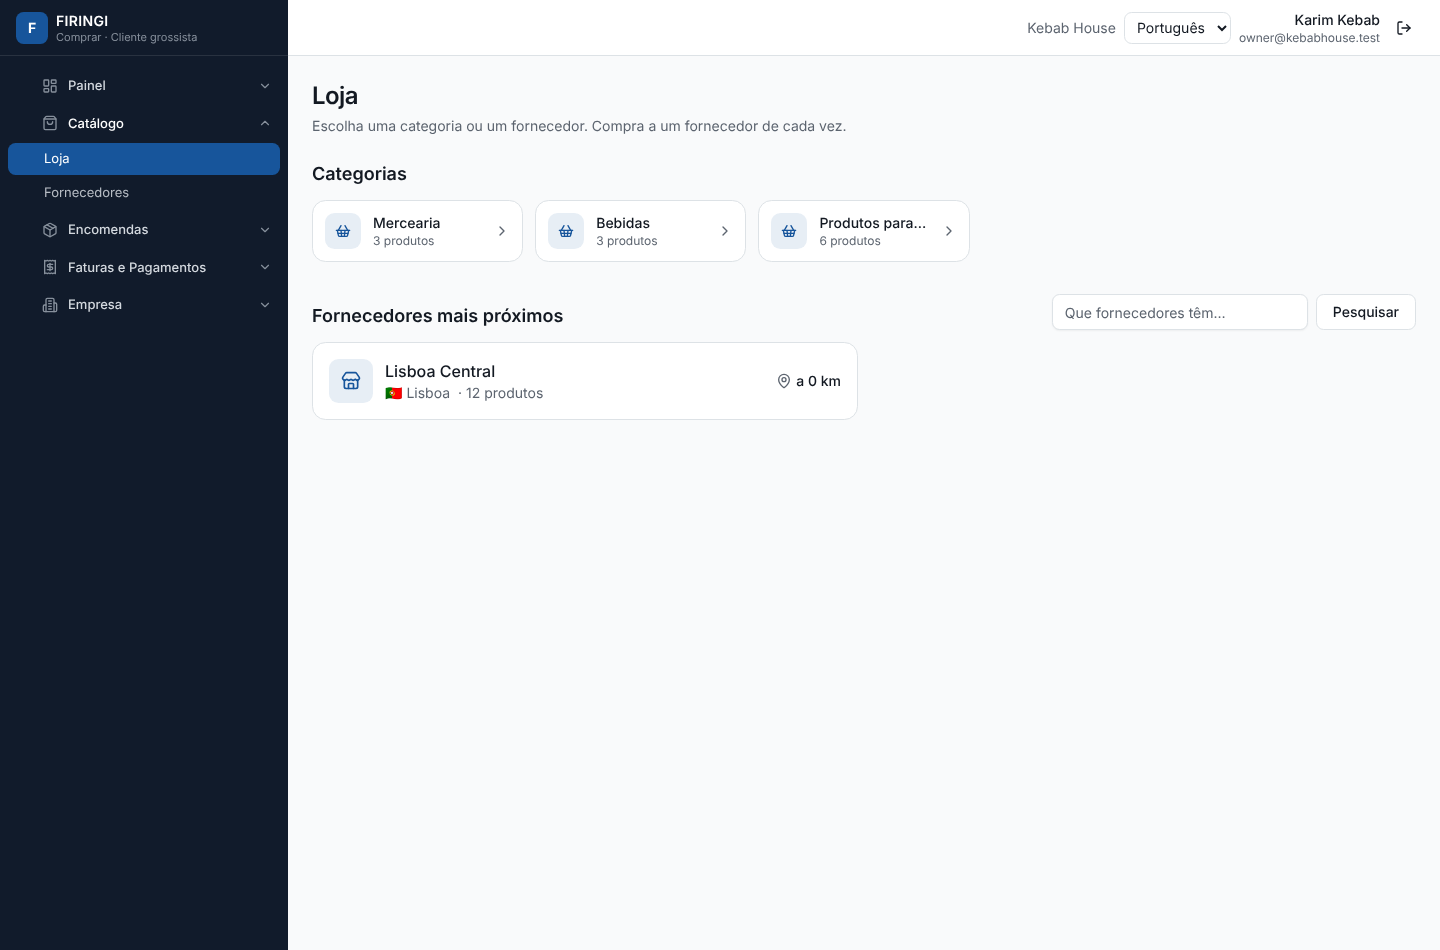 F
FIRINGI
Comprar · Cliente grossista
Kebab House
Português
Karim Kebab
owner@kebabhouse.test
Painel
Catálogo
Loja
Fornecedores
Encomendas
Faturas e Pagamentos
Empresa
Loja
Escolha uma categoria ou um fornecedor. Compra a um fornecedor de cada vez.
Categorias
Mercearia
3 produtos
Bebidas
3 produtos
Produtos para...
6 produtos
Fornecedores mais próximos
Que fornecedores têm...
Pesquisar
Lisboa Central
🇵🇹 Lisboa · 12 produtos
a 0 km